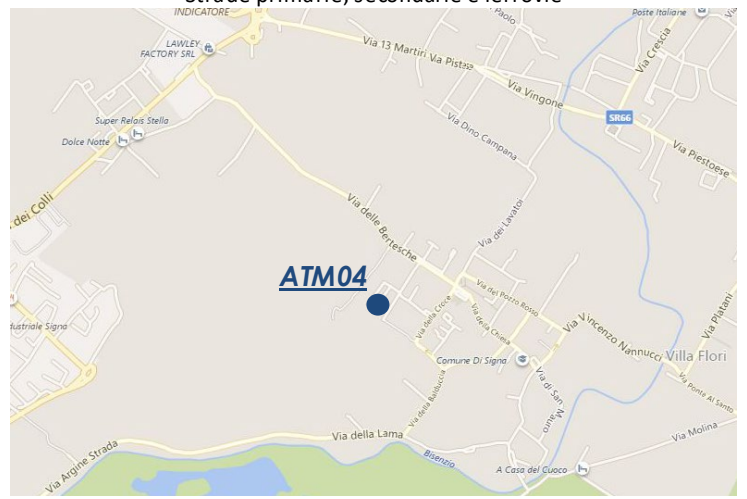 Strade primarie, secondarie e ferrovie
INDICATORE
LAWLEY
FACTORY SRL
Paolo
Poste Italiane
Via Crescia
Via 13 Martiri Via Pistese
Via Vingone
SR66
Via Piestoese
Super Relais Stella
Dolce Notte
Via Dino Campana
dei Colli
Via delle Bertesche
Via dei Lavatoi
ATM04
Via del Pozzo Rosso
Via della Croce
Via della Chiesa
Via Vincenzo Nannucci
Via Platani
Villa Flori
dustriale Signa
Comune Di Signa
Via della Balduccia
Via di San Mauro
Via Ponte Al Santo
Via della Lama
Via Molina
Via Argine Strada
Bisenzio
A Casa del Cuoco